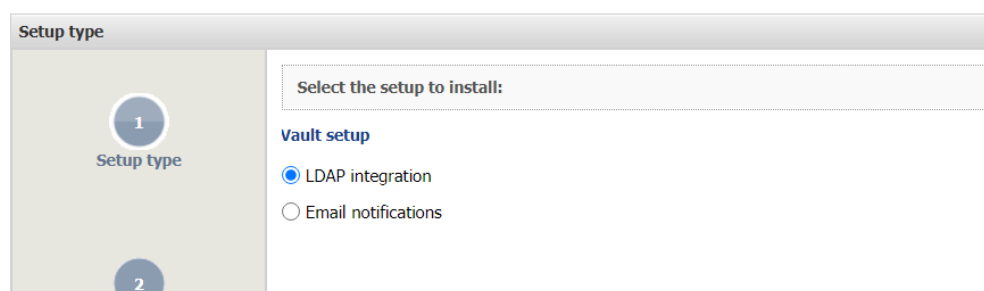 Setup type
1
Setup type
2
Select the setup to install:
Vault setup
LDAP integration
Email notifications